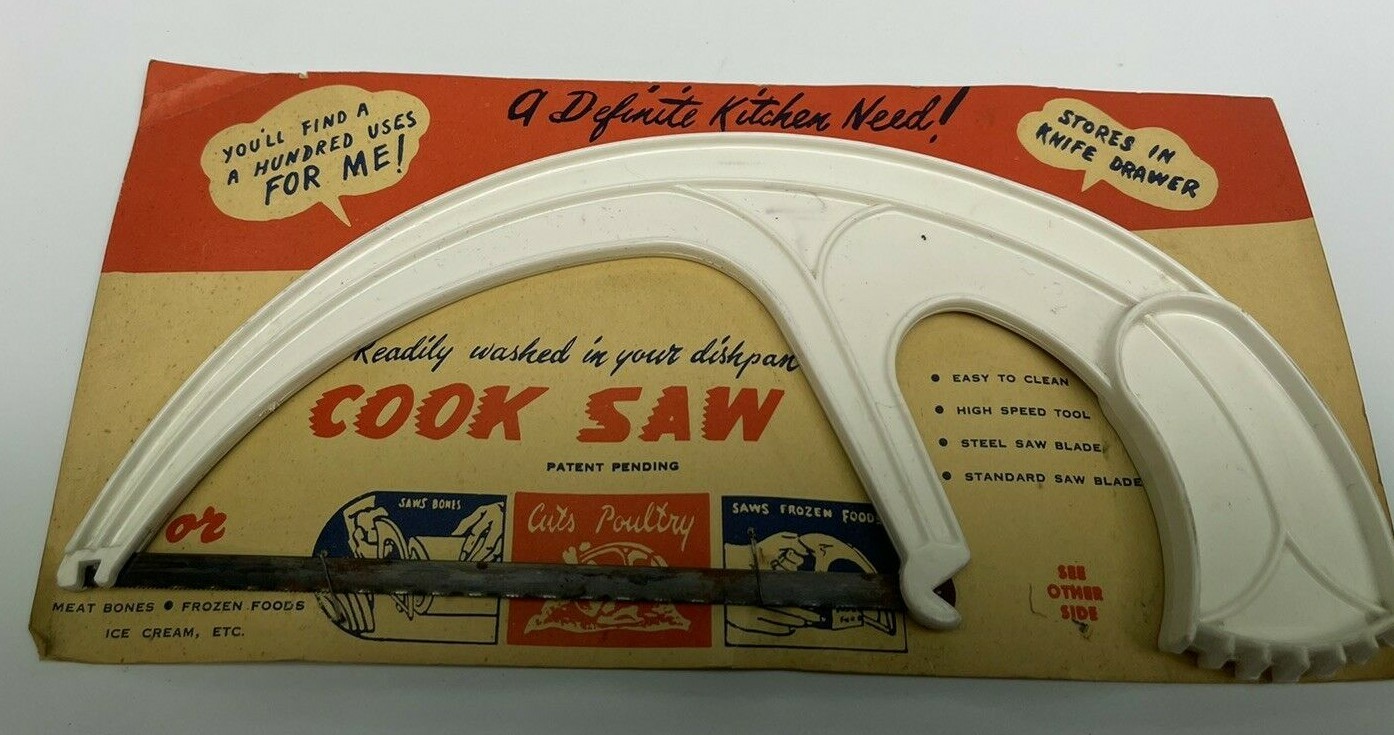 A Definite Kitchen Need!
YOU'LL FIND A
A HUNDRED USES
FOR ME!
STORES IN
KNIFE DRAWER
Readily washed in your dishpan
COOK SAW
PATENT PENDING
• EASY TO CLEAN
• HIGH SPEED TOOL
• STEEL SAW BLADE
• STANDARD SAW BLADE
or
SAWS BONES
Cuts Poultry
SAWS FROZEN FOODS
MEAT BONES • FROZEN FOODS
ICE CREAM, ETC.
SEE
OTHER
SIDE